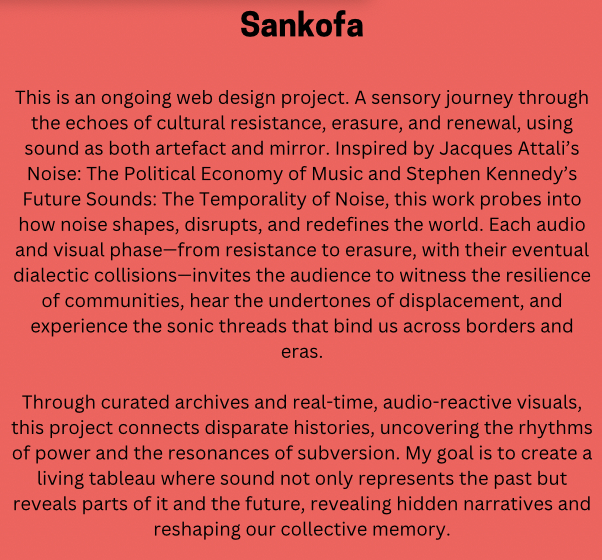 Sankofa
This is an ongoing web design project. A sensory journey through
the echoes of cultural resistance, erasure, and renewal, using
sound as both artefact and mirror. Inspired by Jacques Attali's
Noise: The Political Economy of Music and Stephen Kennedy's
Future Sounds: The Temporality of Noise, this work probes into
how noise shapes, disrupts, and redefines the world. Each audio
and visual phase—from resistance to erasure, with their eventual
dialectic collisions—invites the audience to witness the resilience
of communities, hear the undertones of displacement, and
experience the sonic threads that bind us across borders and
eras.
Through curated archives and real-time, audio-reactive visuals,
this project connects disparate histories, uncovering the rhythms
of power and the resonances of subversion. My goal is to create a
living tableau where sound not only represents the past but
reveals parts of it and the future, revealing hidden narratives and
reshaping our collective memory.